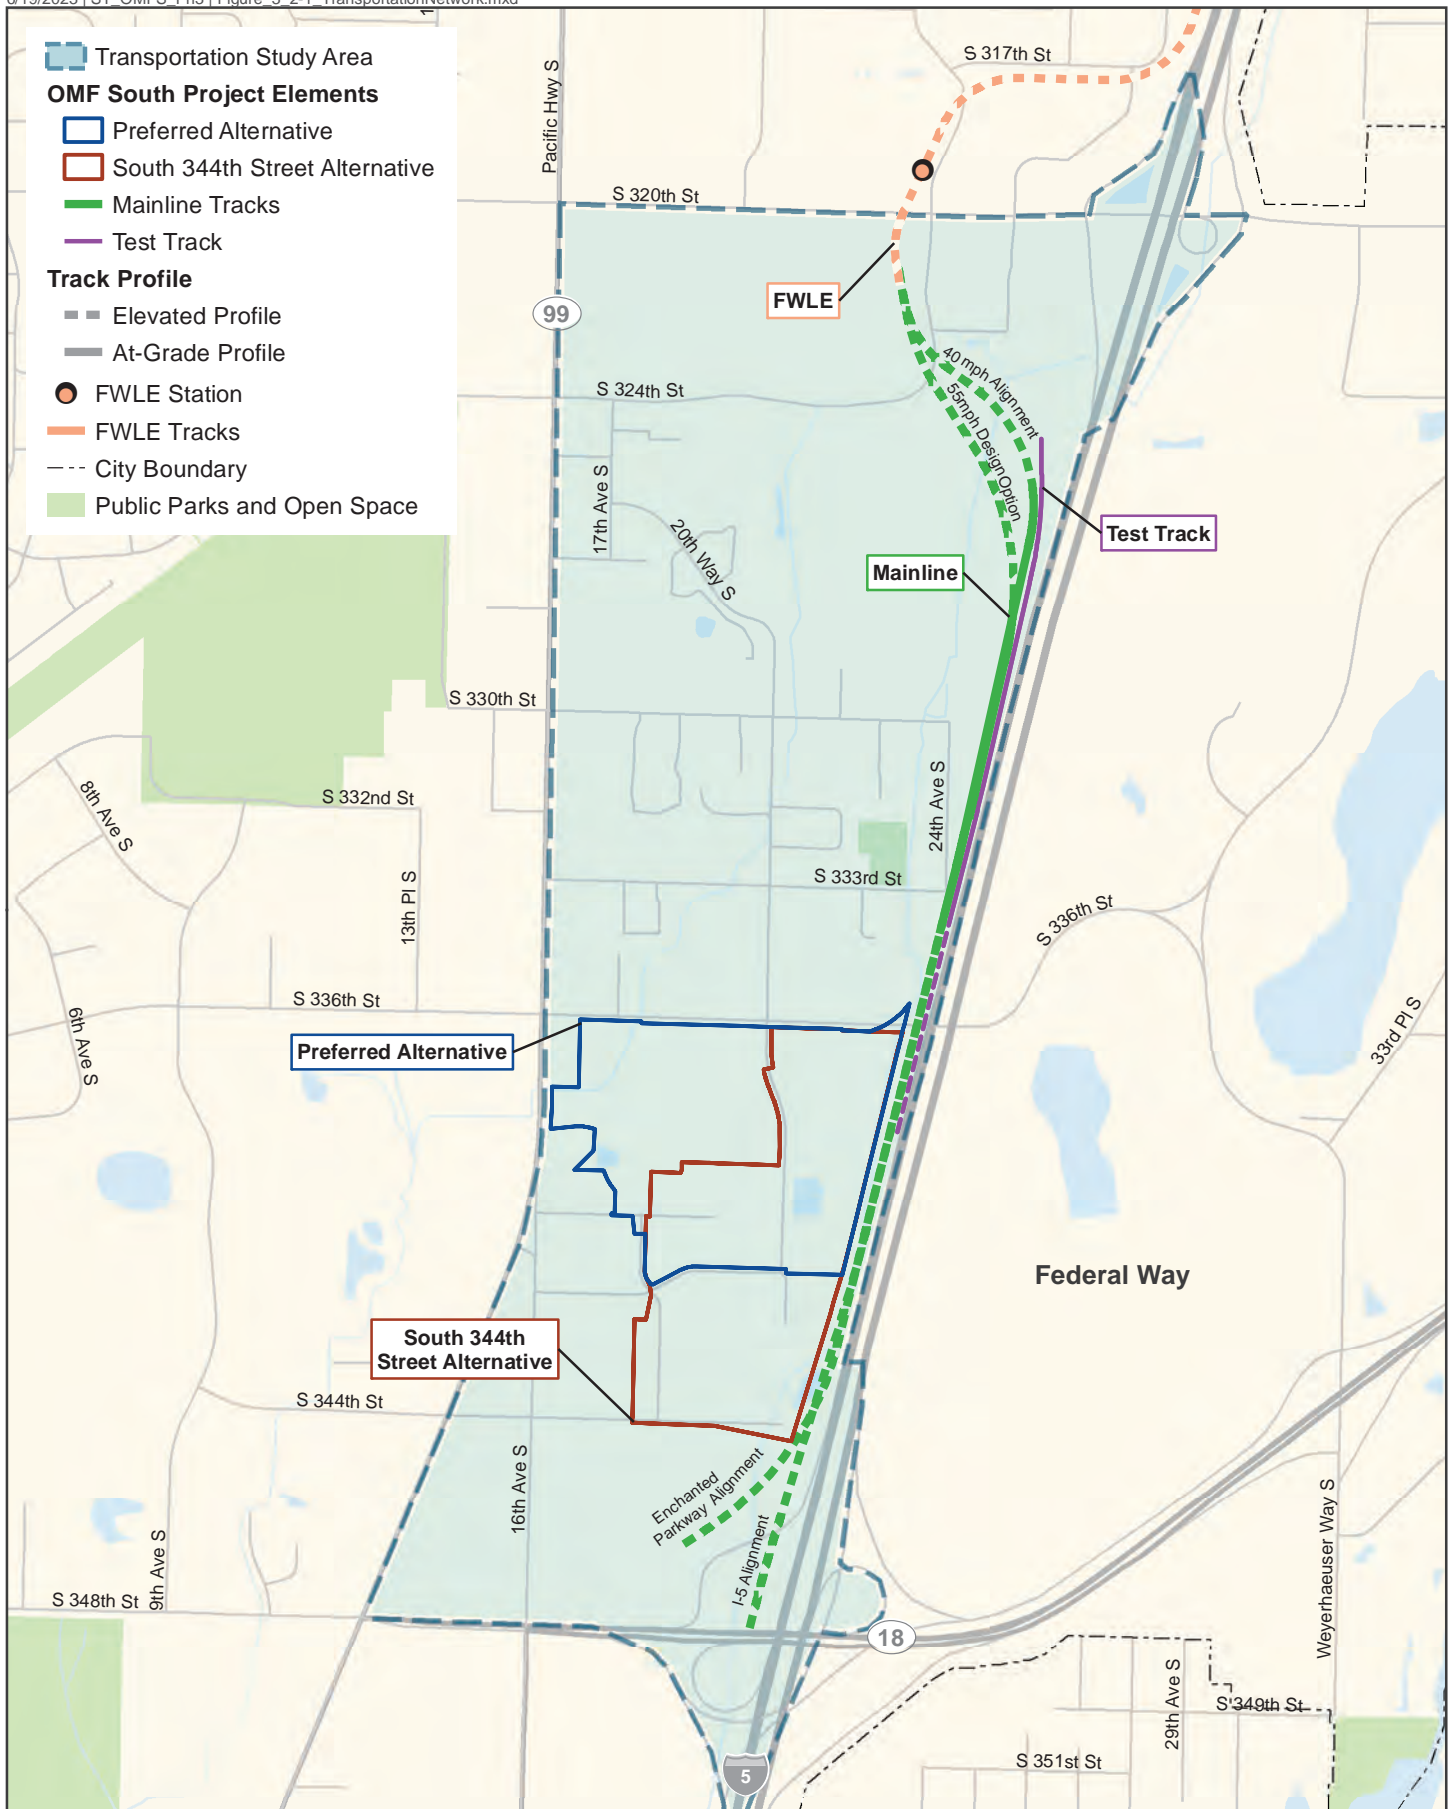 Transportation Study Area
OMF South Project Elements
Preferred Alternative
South 344th Street Alternative
Mainline Tracks
Test Track
Track Profile
Elevated Profile
At-Grade Profile
FWLE Station
FWLE Tracks
City Boundary
Public Parks and Open Space
Pacific Hwy S
S 317th St
S 320th St
FWLE
99
40 mph Alignment
55mph Design Option
S 324th St
17th Ave S
20th Way S
Test Track
Mainline
S 330th St
24th Ave S
8th Ave S
S 332nd St
13th Pl S
S 333rd St
S 336th St
S 336th St
6th Ave S
33rd Pl S
Preferred Alternative
Federal Way
South 344th
Street Alternative
S 344th St
16th Ave S
Enchanted
Parkway Alignment
I-5 Alignment
9th Ave S
S 348th St
18
Weyerhaeuser Way S
29th Ave S
S 349th St
S 351st St
5